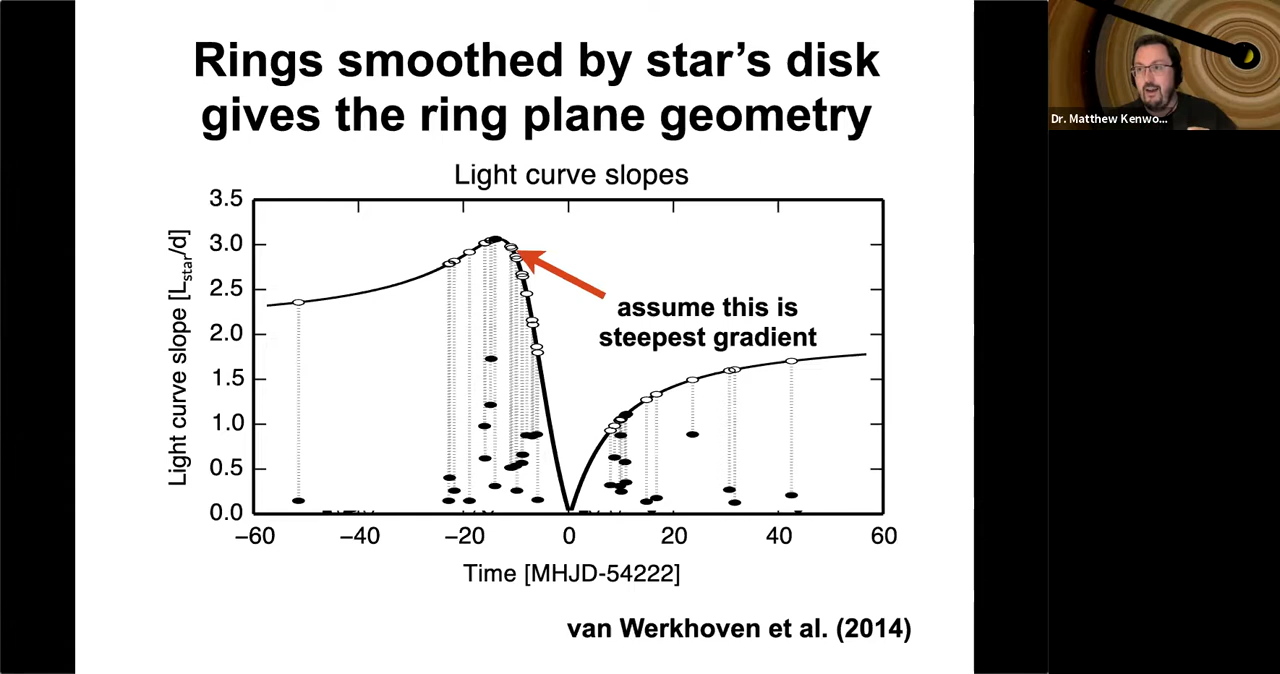 Rings smoothed by star’s disk
gives the ring plane geometry
Light curve slopes
3.5
3.0
2.5
2.0
1.5
1.0
0.5
0.0
Light curve slope [Lstar/d]
assume this is
steepest gradient
−60
−40
−20
0
20
40
60
Time [MHJD-54222]
van Werkhoven et al. (2014)
Dr. Matthew Kenwo...